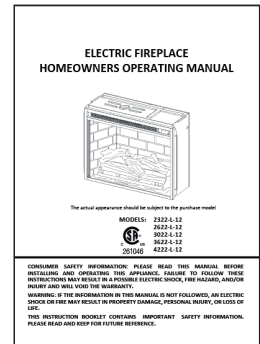 ELECTRIC FIREPLACE
HOMEOWNERS OPERATING MANUAL
The actual appearance should be subject to the purchase model
MODELS: 2322-L-12
2622-L-12
3022-L-12
3622-L-12
4222-L-12
C US
261046
CONSUMER SAFETY INFORMATION: PLEASE READ THIS MANUAL BEFORE
INSTALLING AND OPERATING THIS APPLIANCE. FAILURE TO FOLLOW THESE
INSTRUCTIONS MAY RESULT IN A POSSIBLE ELECTRIC SHOCK, FIRE HAZARD, AND/OR
INJURY AND WILL VOID THE WARRANTY.
WARNING: IF THE INFORMATION IN THIS MANUAL IS NOT FOLLOWED, AN ELECTRIC
SHOCK OR FIRE MAY RESULT IN PROPERTY DAMAGE, PERSONAL INJURY, OR LOSS OF
LIFE.
THIS INSTRUCTION BOOKLET CONTAINS IMPORTANT SAFETY INFORMATION.
PLEASE READ AND KEEP FOR FUTURE REFERENCE.